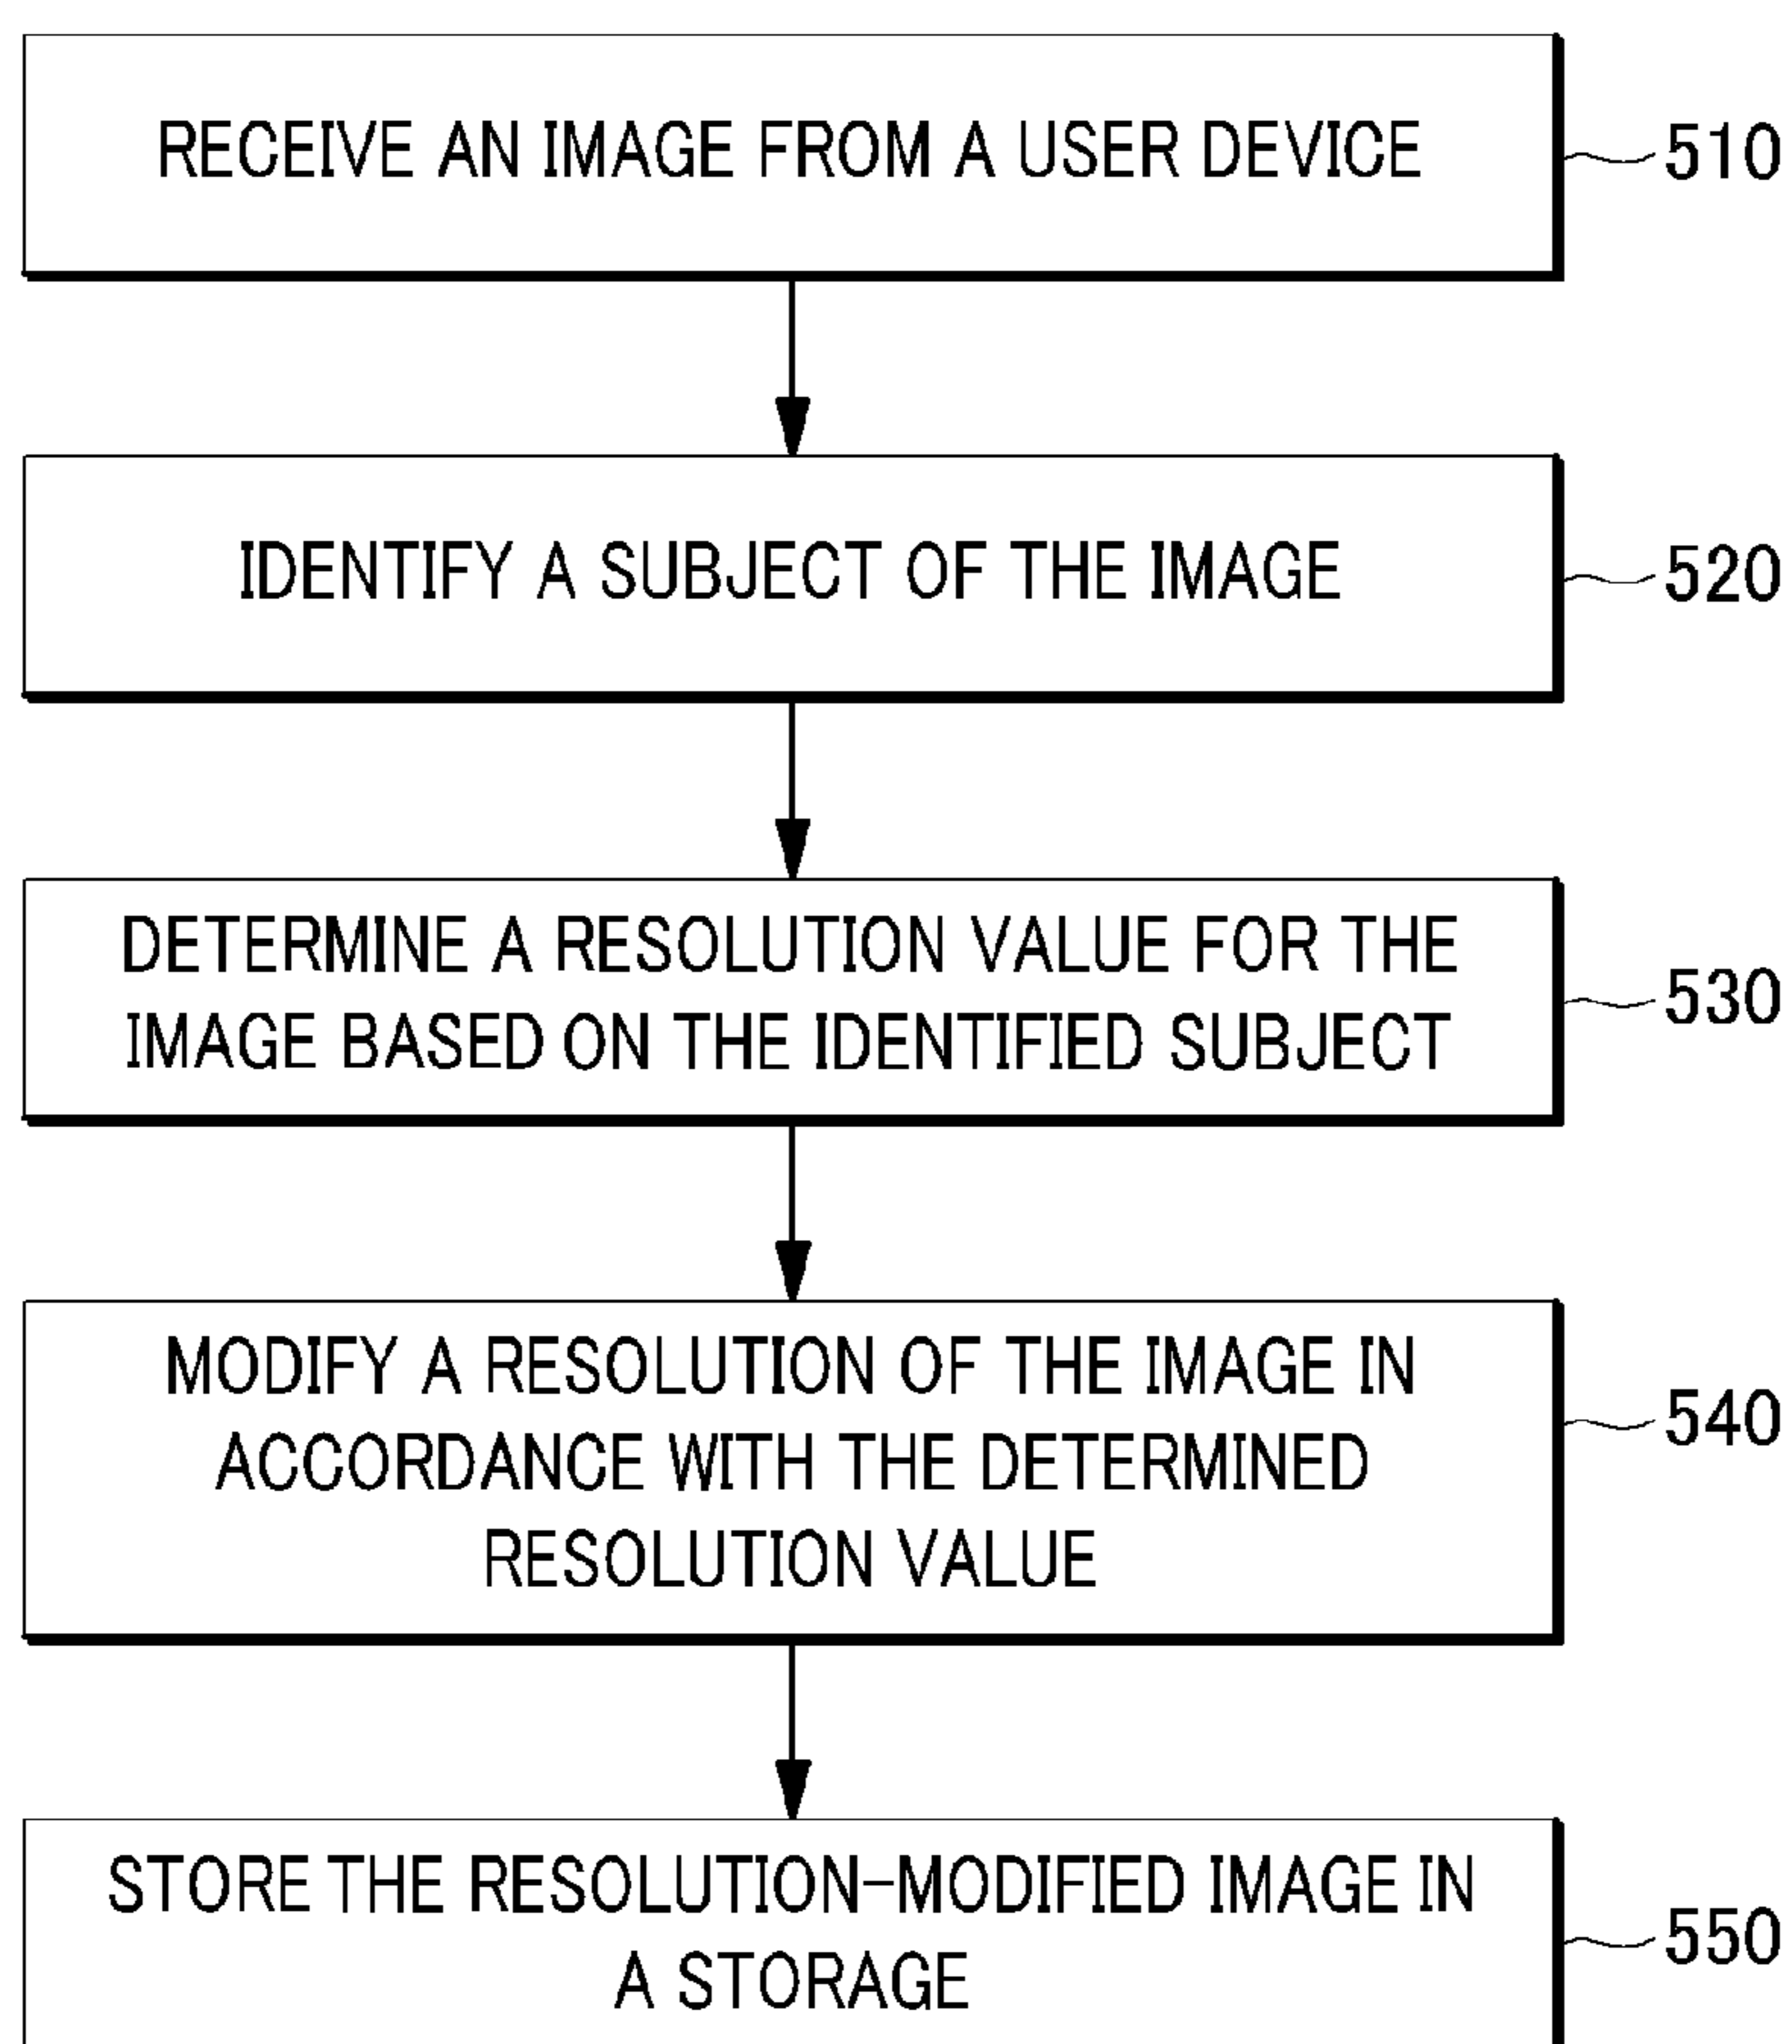 RECEIVE AN IMAGE FROM A USER DEVICE
510
IDENTIFY A SUBJECT OF THE IMAGE
520
DETERMINE A RESOLUTION VALUE FOR THE
IMAGE BASED ON THE IDENTIFIED SUBJECT
530
MODIFY A RESOLUTION OF THE IMAGE IN
ACCORDANCE WITH THE DETERMINED
RESOLUTION VALUE
540
STORE THE RESOLUTION-MODIFIED IMAGE IN
A STORAGE
550